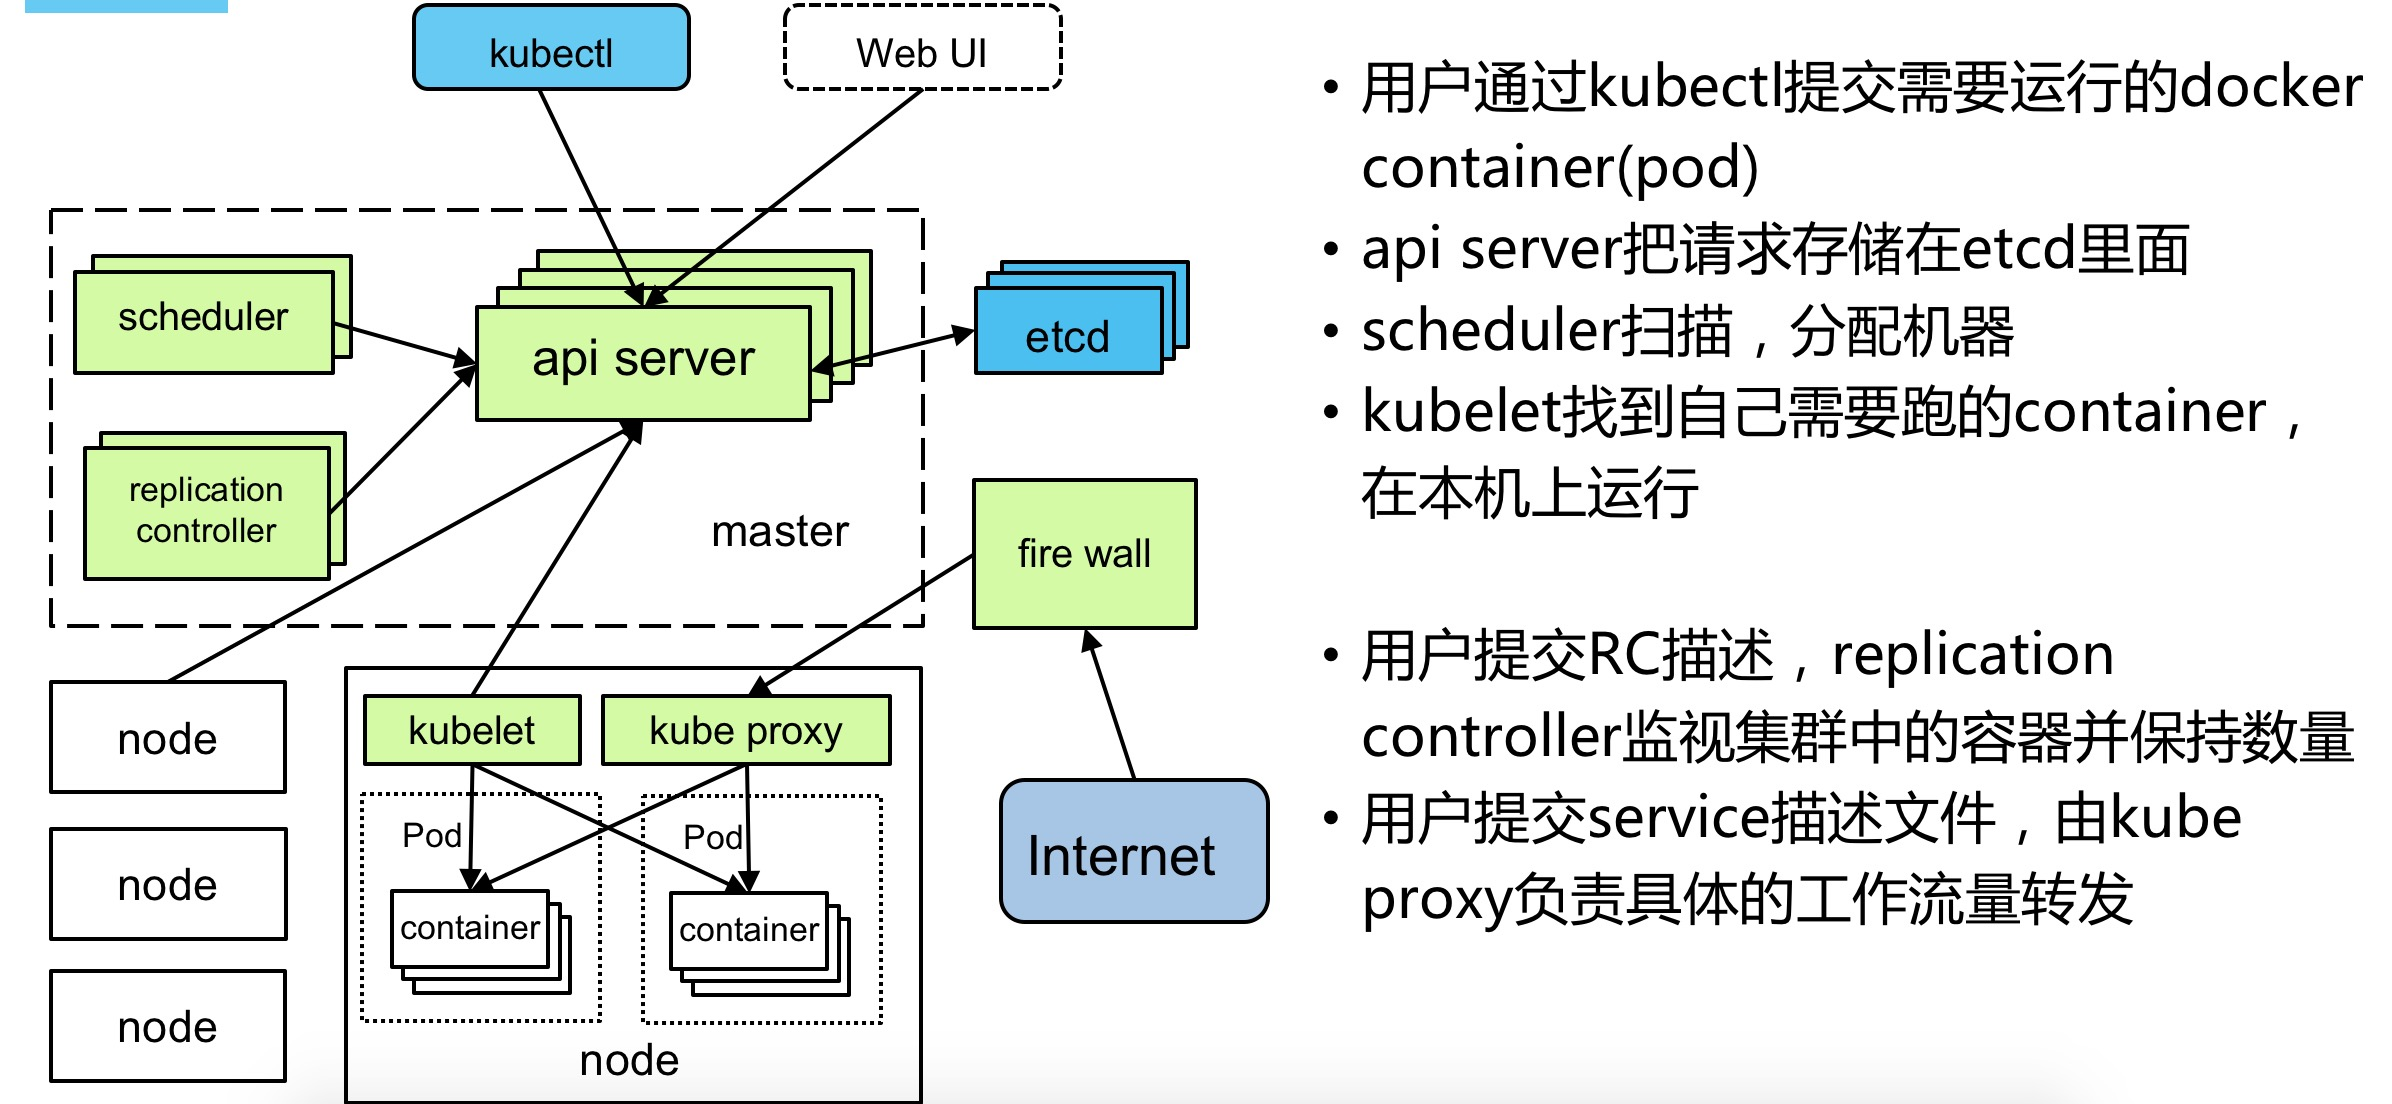 kubectl
Web UI
scheduler
api server
etcd
replication
controller
master
fire wall
node
kubelet
kube proxy
Pod
Pod
node
container
container
Internet
node
node
• 用户通过kubectl提交需要运行的docker
container(pod)
• api server把请求存储在etcd里面
• scheduler扫描，分配机器
• kubelet找到自己需要跑的container，
在本机上运行
• 用户提交RC描述，replication
controller监视集群中的容器并保持数量
• 用户提交service描述文件，由kube
proxy负责具体的工作流量转发